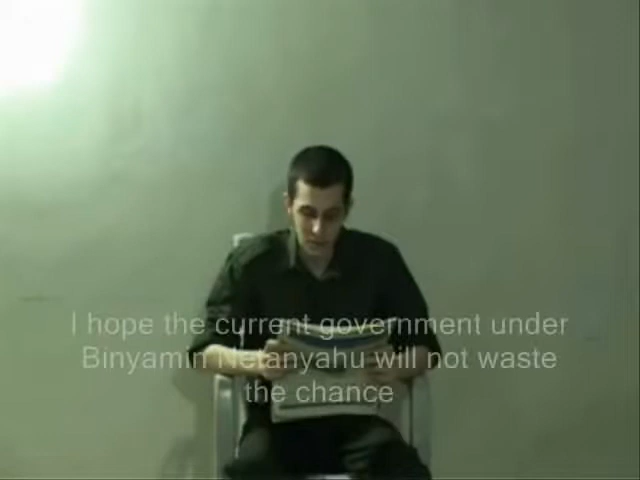 I hope the current government under
Binyamin Netanyahu will not waste
the chance